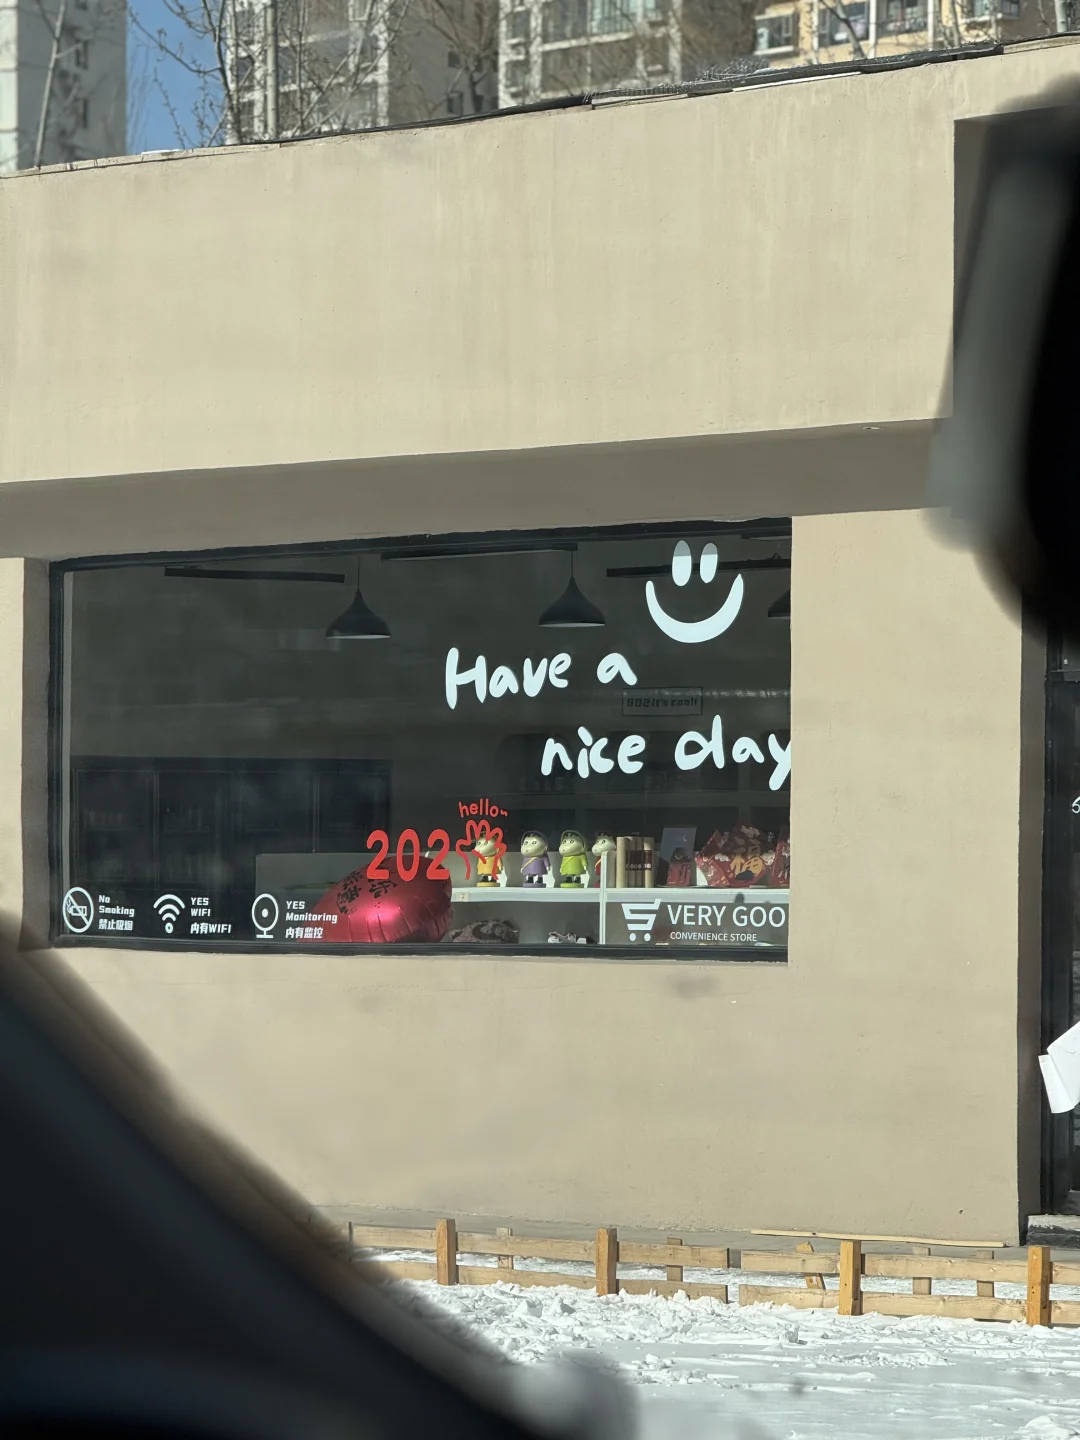 Have a
nice day
hello~
202
No
Smoking
禁止吸烟
YES
WIFI
内有WIFI
YES
Monitoring
内有监控
VERY GOO
CONVENIENCE STORE
福